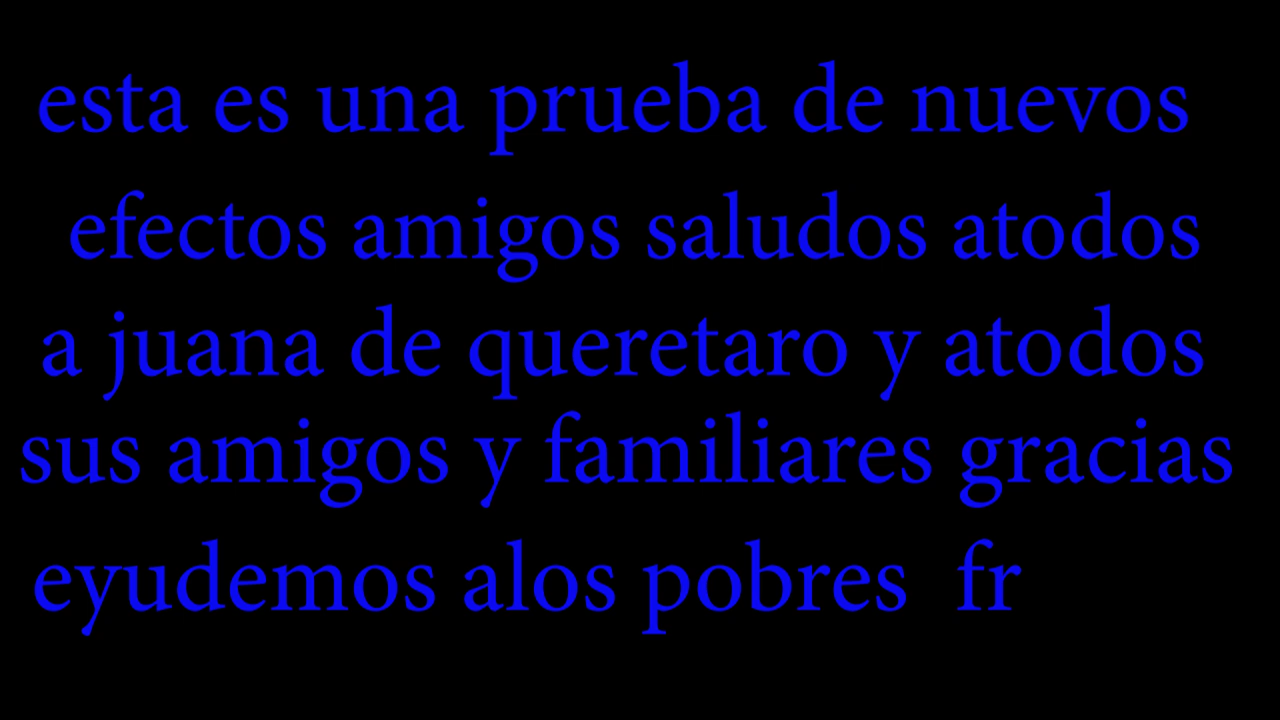 esta es una prueba de nuevos
efectos amigos saludos atodos
a juana de queretaro y atodos
sus amigos y familiares gracias
eyudemos alos pobres fr